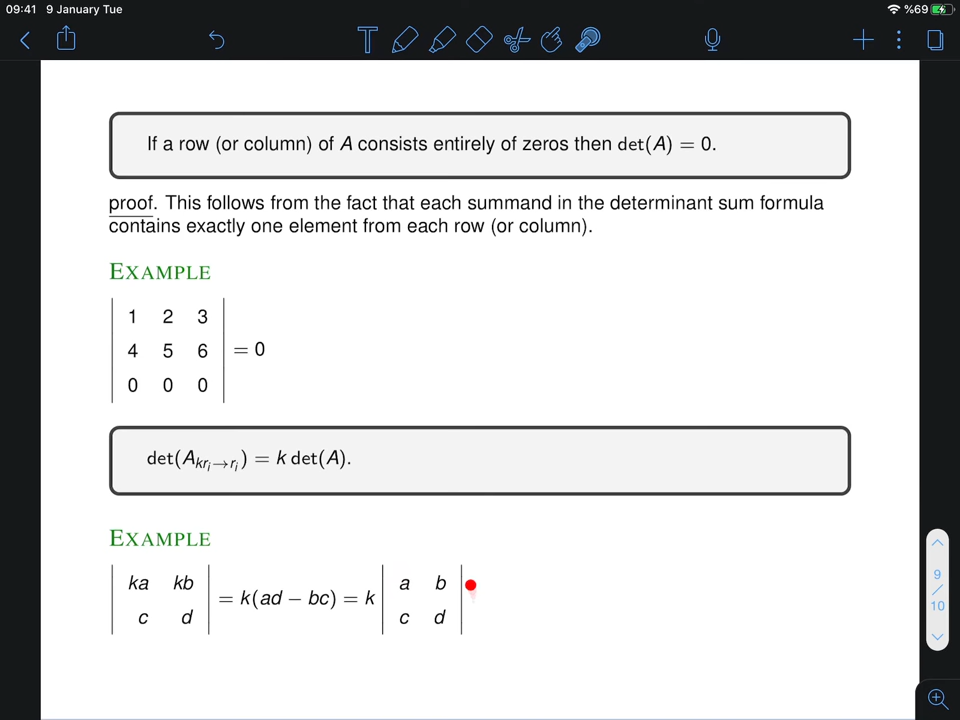 09:41 9 January Tue %69
If a row (or column) of A consists entirely of zeros then det(A) = 0.
proof. This follows from the fact that each summand in the determinant sum formula
contains exactly one element from each row (or column).
EXAMPLE
| 1 2 3 |
| 4 5 6 | = 0
| 0 0 0 |
det(A_{kr_i→r_i}) = k det(A).
EXAMPLE
| ka kb | = k(ad − bc) = k | a b |
| c d | | c d |
9
/
10